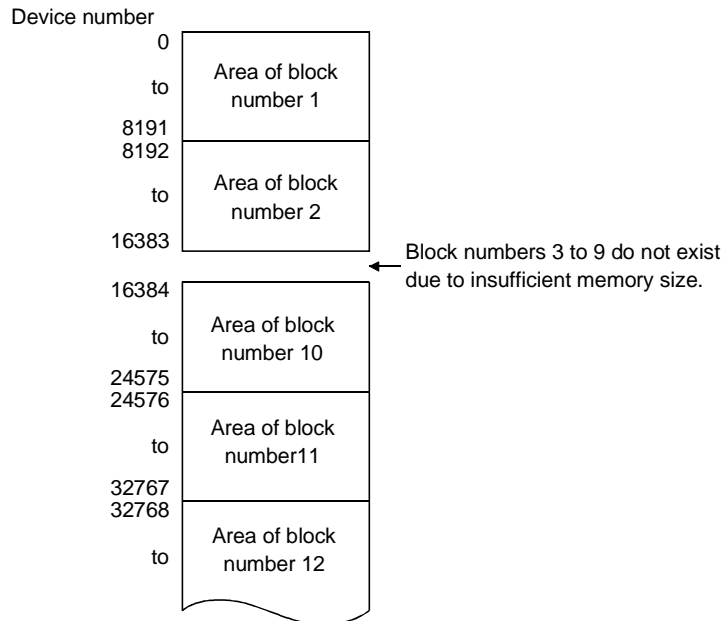 Device number
0
to
8191
Area of block
number 1
8192
to
16383
Area of block
number 2
Block numbers 3 to 9 do not exist
due to insufficient memory size.
16384
to
24575
Area of block
number 10
24576
to
32767
Area of block
number11
32768
to
Area of block
number 12